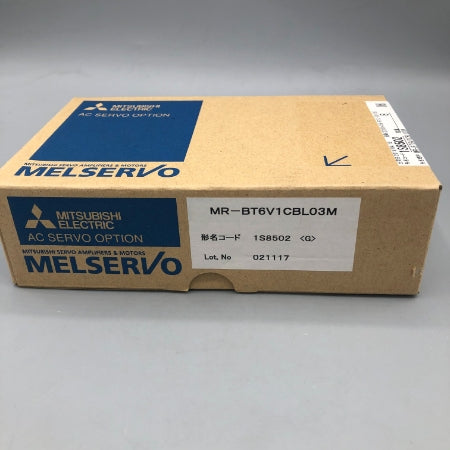 MITSUBISHI
ELECTRIC
AC SERVO OPTION
MITSUBISHI SERVO AMPLIFIERS & MOTORS
MELSERVO
1S8502
MITSUBISHI
ELECTRIC
AC SERVO OPTION
MITSUBISHI SERVO AMPLIFIERS & MOTORS
MELSERVO
MR-BT6V1CBL03M
形名コード 1S8502 <G>
Lot. No 021117